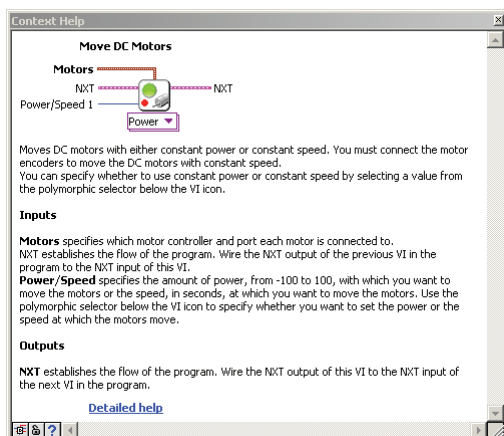 Context Help
Move DC Motors
Motors
NXT
NXT
Power/Speed 1
Power
Moves DC motors with either constant power or constant speed. You must connect the motor
encoders to move the DC motors with constant speed.
You can specify whether to use constant power or constant speed by selecting a value from
the polymorphic selector below the VI icon.
Inputs
Motors specifies which motor controller and port each motor is connected to.
NXT establishes the flow of the program. Wire the NXT output of the previous VI in the
program to the NXT input of this VI.
Power/Speed specifies the amount of power, from -100 to 100, with which you want to
move the motors or the speed, in seconds, at which you want to move the motors. Use the
polymorphic selector below the VI icon to specify whether you want to set the power or the
speed at which the motors move.
Outputs
NXT establishes the flow of the program. Wire the NXT output of this VI to the NXT input of
the next VI in the program.
Detailed help
?